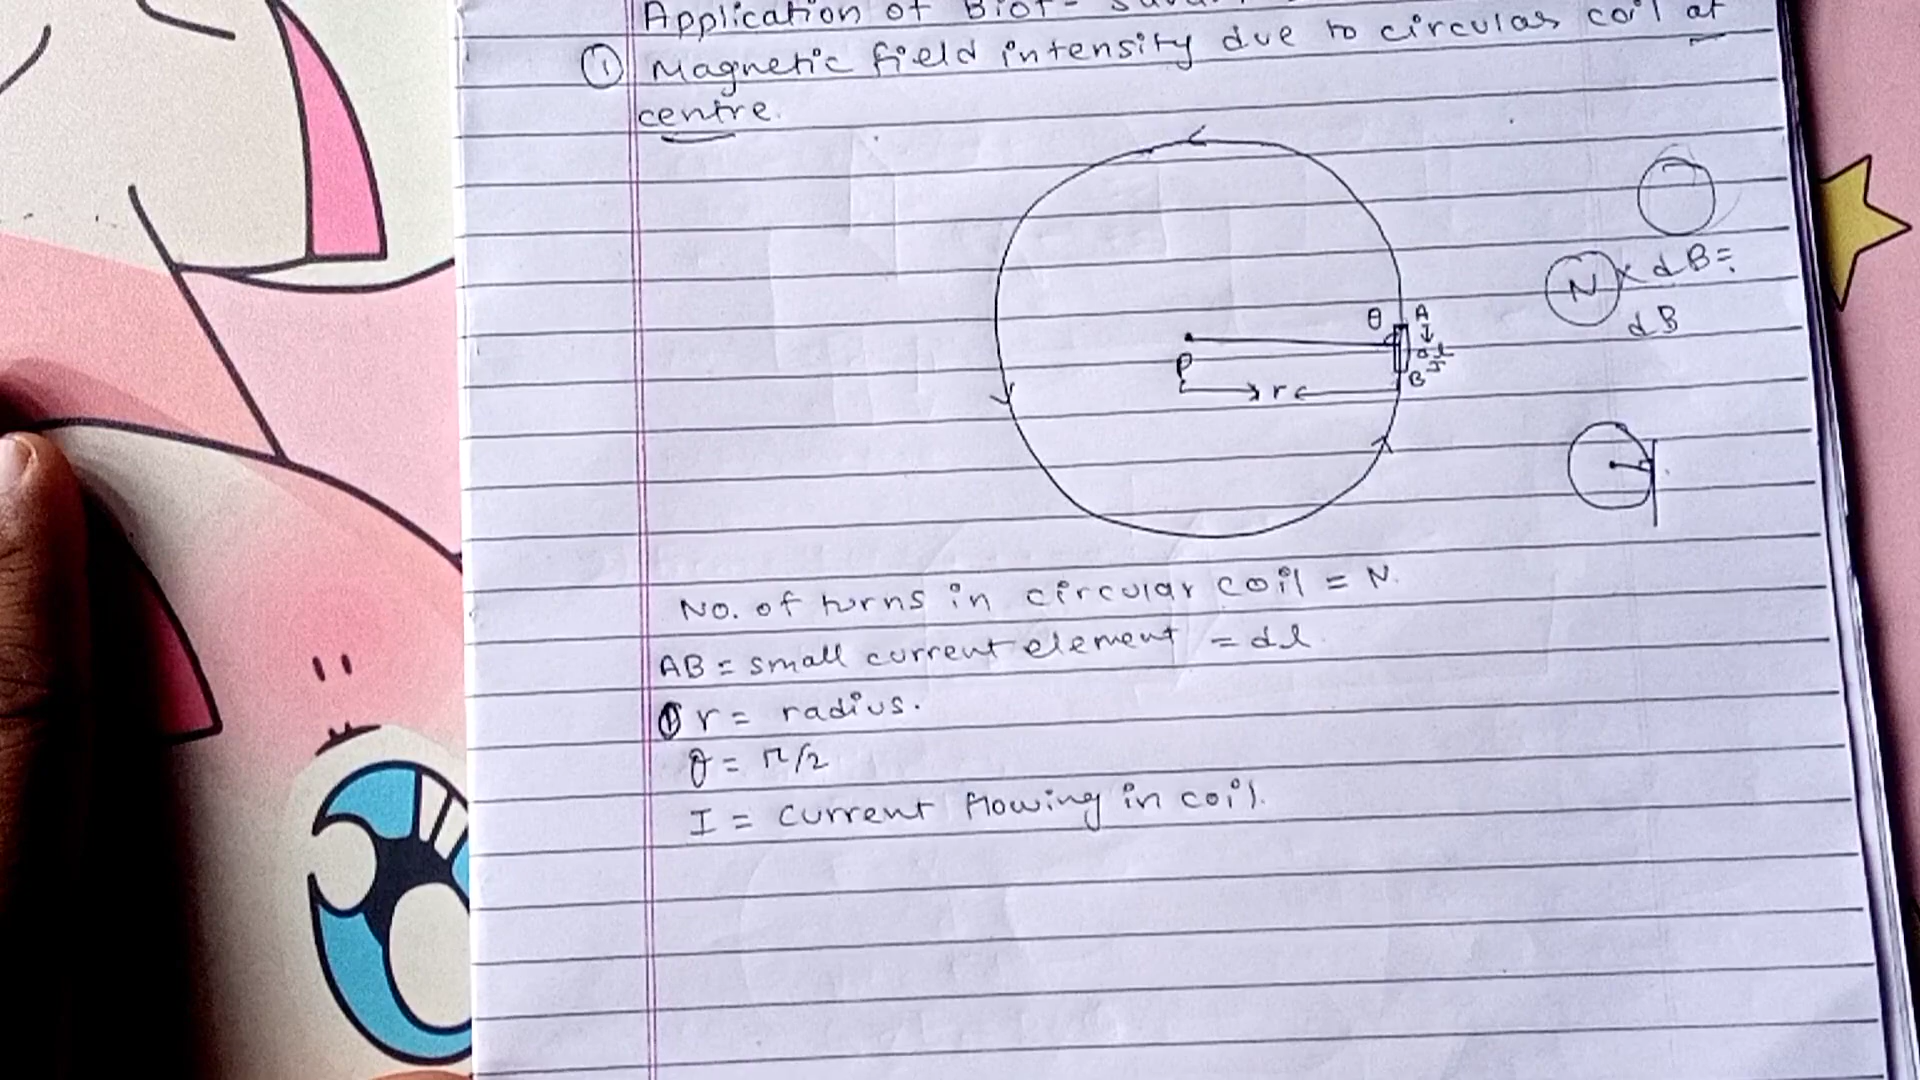 Application of Biot-
① Magnetic field intensity due to circular coil at
centre.
N × dB =
dB
θ A
dl
P
B
r
No. of turns in circular coil = N.
AB = small current element = dl.
r = radius.
θ = π/2
I = current flowing in coil.